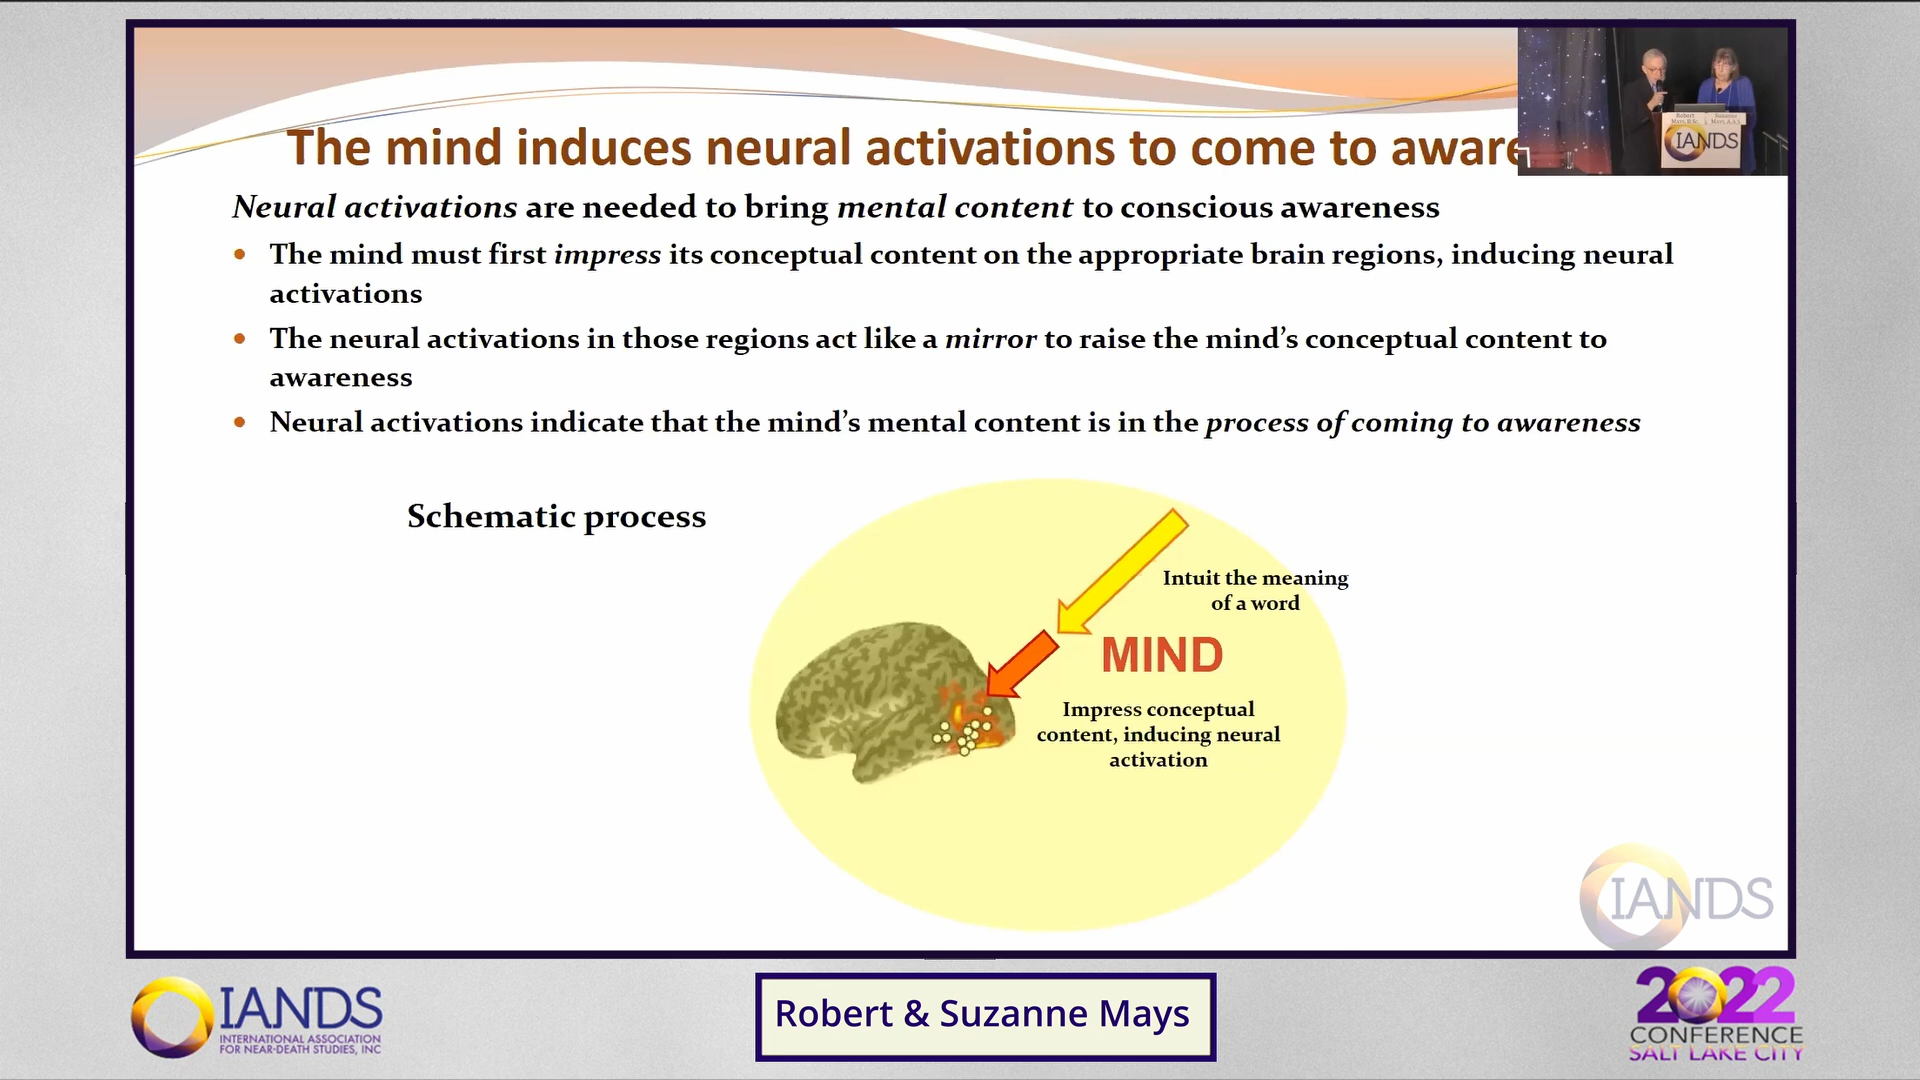 The mind induces neural activations to come to aware
Neural activations are needed to bring mental content to conscious awareness
• The mind must first impress its conceptual content on the appropriate brain regions, inducing neural
activations
• The neural activations in those regions act like a mirror to raise the mind's conceptual content to
awareness
• Neural activations indicate that the mind's mental content is in the process of coming to awareness
Schematic process
Intuit the meaning
of a word
MIND
Impress conceptual
content, inducing neural
activation
Robert
Mays, B.Sc.
Suzanne
Mays, A.A.S.
IANDS
IANDS
IANDS
INTERNATIONAL ASSOCIATION
FOR NEAR-DEATH STUDIES, INC
Robert & Suzanne Mays
2022
CONFERENCE
SALT LAKE CITY